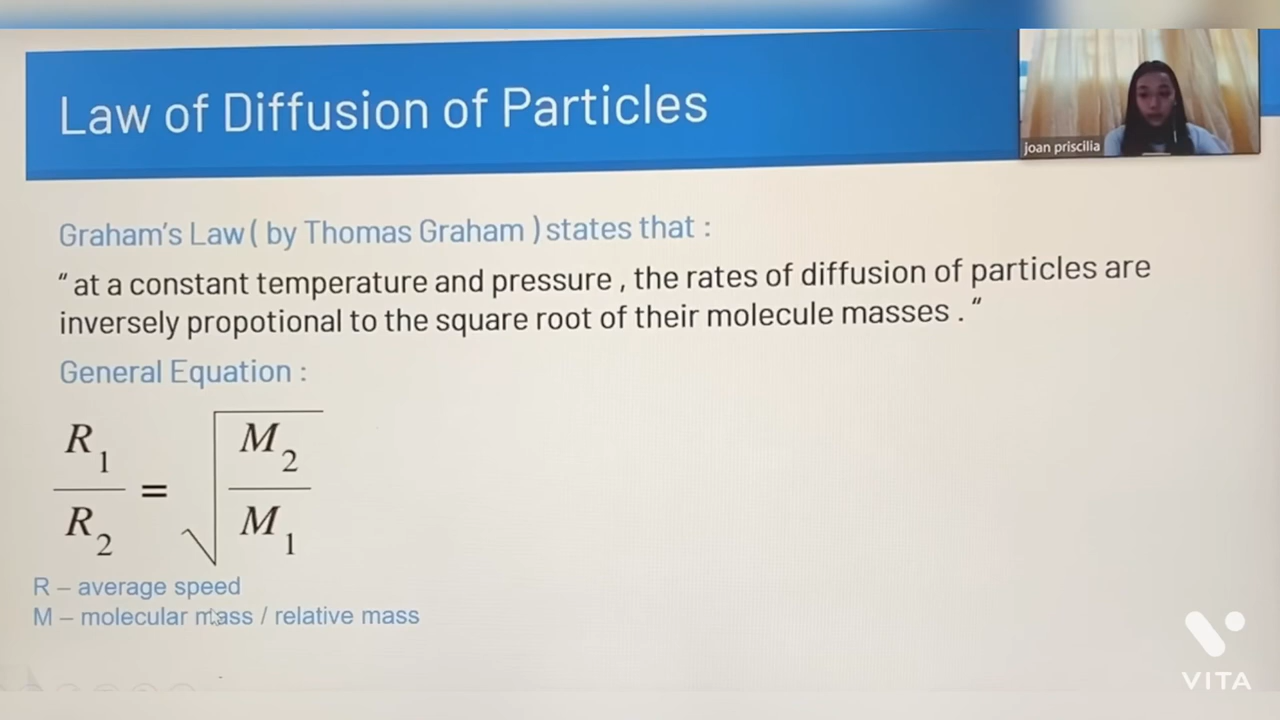 Law of Diffusion of Particles
joan priscilia
Graham's Law ( by Thomas Graham ) states that :
" at a constant temperature and pressure , the rates of diffusion of particles are
inversely propotional to the square root of their molecule masses . "
General Equation :
R₁/R₂ = √(M₂/M₁)
R – average speed
M – molecular mass / relative mass
VITA